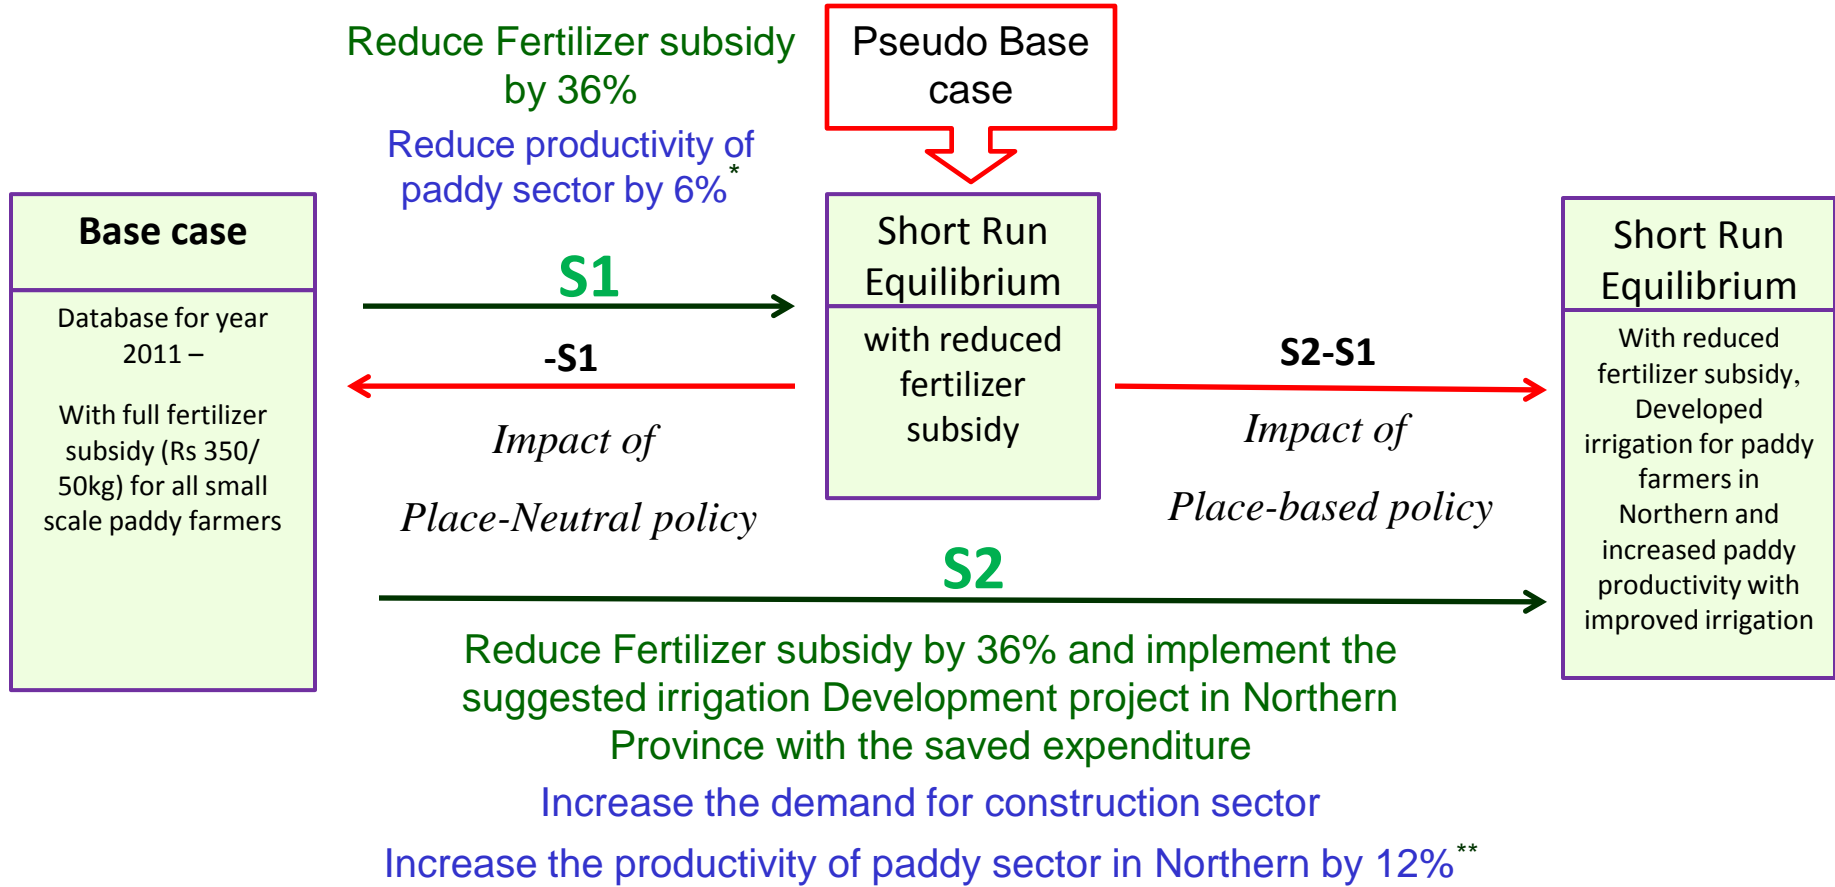 Reduce Fertilizer subsidy
by 36%
Reduce productivity of
paddy sector by 6%*
Pseudo Base
case
Base case
Database for year
2011 –
With full fertilizer
subsidy (Rs 350/
50kg) for all small
scale paddy farmers
S1
-S1
Impact of
Place-Neutral policy
Short Run
Equilibrium
with reduced
fertilizer
subsidy
S2-S1
Impact of
Place-based policy
Short Run
Equilibrium
With reduced
fertilizer subsidy,
Developed
irrigation for paddy
farmers in
Northern and
increased paddy
productivity with
improved irrigation
S2
Reduce Fertilizer subsidy by 36% and implement the
suggested irrigation Development project in Northern
Province with the saved expenditure
Increase the demand for construction sector
Increase the productivity of paddy sector in Northern by 12%**